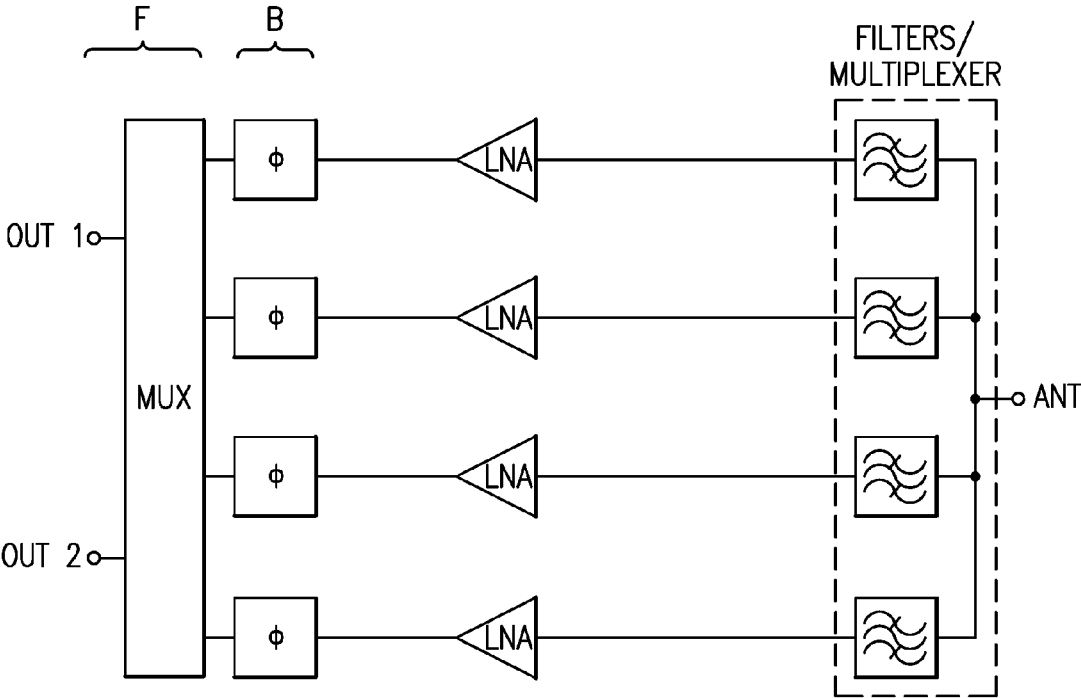 F
B
FILTERS/
MULTIPLEXER
ϕ
LNA
OUT 1
ϕ
LNA
MUX
ANT
ϕ
LNA
OUT 2
ϕ
LNA